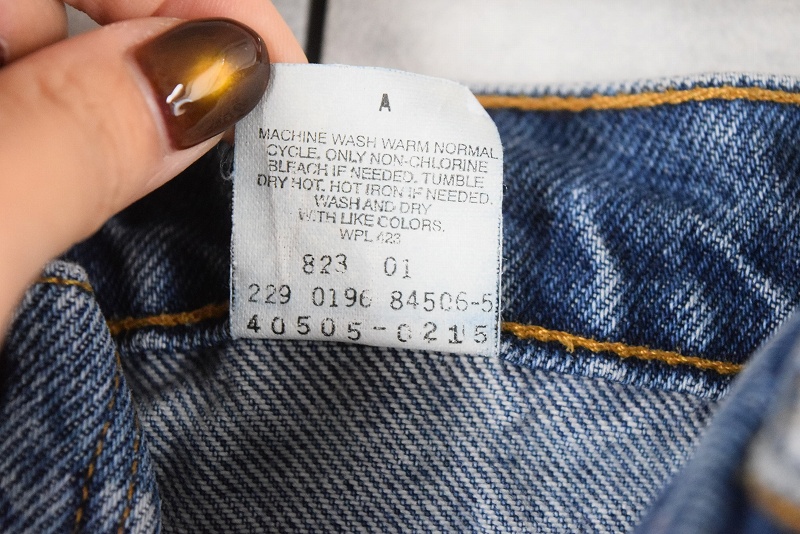 A
MACHINE WASH WARM NORMAL
CYCLE. ONLY NON-CHLORINE
BLEACH IF NEEDED. TUMBLE
DRY HOT. HOT IRON IF NEEDED.
WASH AND DRY
WITH LIKE COLORS.
WPL 423
823 01
229 0196 84506-5
40505-0215